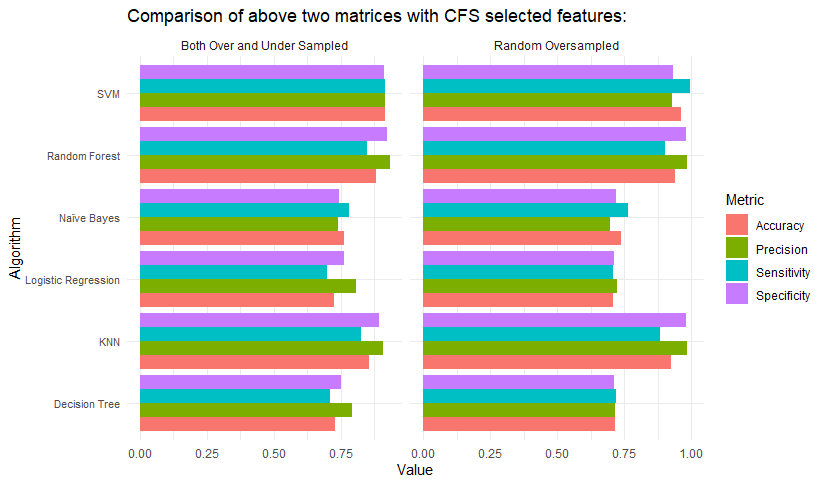 Comparison of above two matrices with CFS selected features:
Both Over and Under Sampled
Random Oversampled
Algorithm
SVM
Random Forest
Naïve Bayes
Logistic Regression
KNN
Decision Tree
0.00 0.25 0.50 0.75
0.00 0.25 0.50 0.75 1.00
Value
Metric
Accuracy
Precision
Sensitivity
Specificity